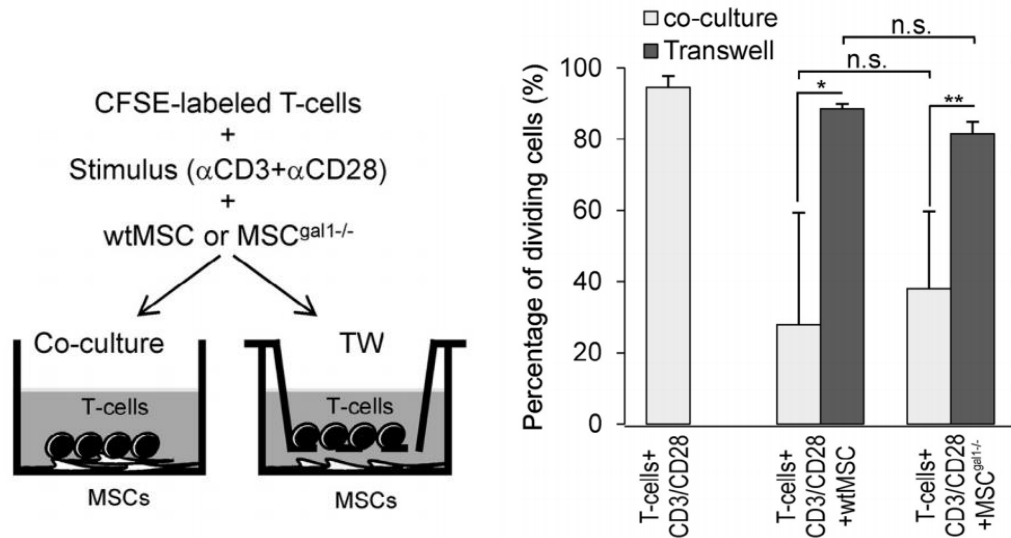 CFSE-labeled T-cells
+
Stimulus (αCD3+αCD28)
+
wtMSC or MSCgal1-/-
Co-culture
TW
T-cells
T-cells
MSCs
MSCs
co-culture
Transwell
n.s.
n.s.
*
**
Percentage of dividing cells (%)
100
80
60
40
20
0
T-cells+
CD3/CD28
T-cells+
CD3/CD28
+wtMSC
T-cells+
CD3/CD28
+MSCgal1-/-